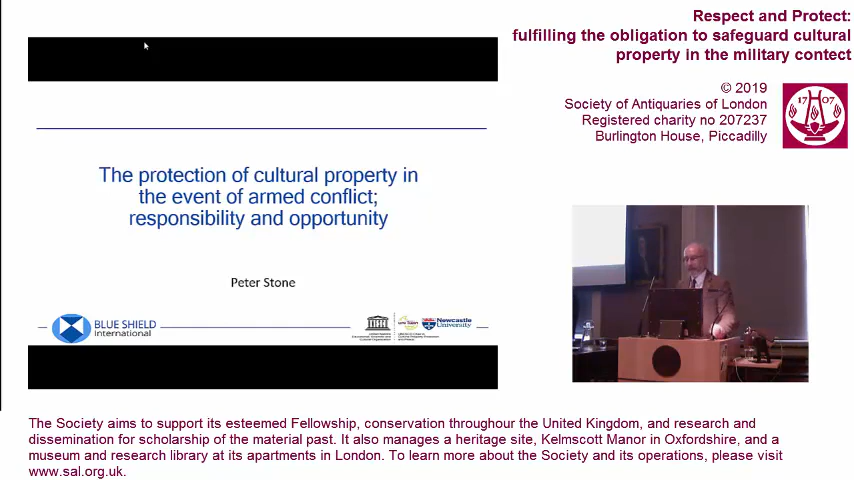 Respect and Protect:
fulfilling the obligation to safeguard cultural
property in the military contect
© 2019
Society of Antiquaries of London
Registered charity no 207237
Burlington House, Piccadilly
17 07
The protection of cultural property in
the event of armed conflict;
responsibility and opportunity
Peter Stone
BLUE SHIELD
International
Newcastle
University
The Society aims to support its esteemed Fellowship, conservation throughour the United Kingdom, and research and
dissemination for scholarship of the material past. It also manages a heritage site, Kelmscott Manor in Oxfordshire, and a
museum and research library at its apartments in London. To learn more about the Society and its operations, please visit
www.sal.org.uk.